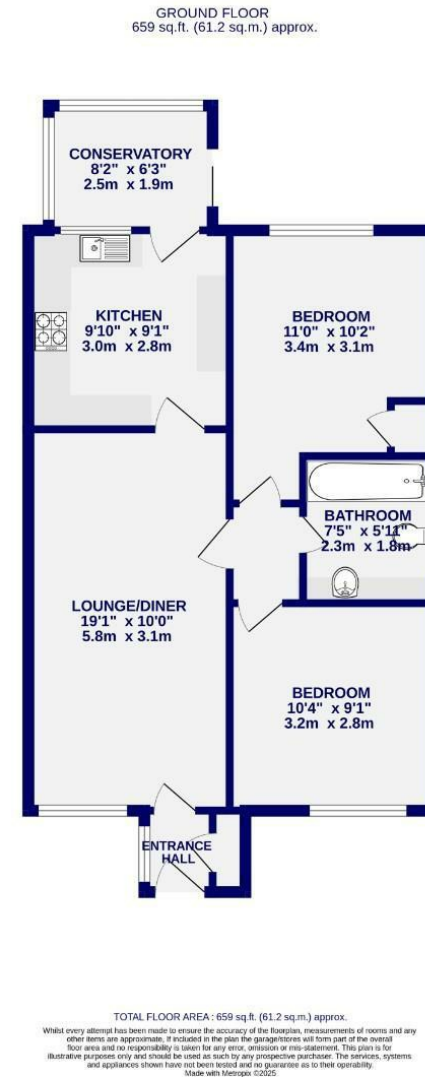 GROUND FLOOR
659 sq.ft. (61.2 sq.m.) approx.
CONSERVATORY
8'2" x 6'3"
2.5m x 1.9m
KITCHEN
9'10" x 9'1"
3.0m x 2.8m
BEDROOM
11'0" x 10'2"
3.4m x 3.1m
BATHROOM
7'5" x 5'11"
2.3m x 1.8m
LOUNGE/DINER
19'1" x 10'0"
5.8m x 3.1m
BEDROOM
10'4" x 9'1"
3.2m x 2.8m
ENTRANCE
HALL
TOTAL FLOOR AREA : 659 sq.ft. (61.2 sq.m.) approx.
Whilst every attempt has been made to ensure the accuracy of the floorplan, measurements of rooms and any
other items are approximate, if included in the plan the garage/stores will form part of the overall
floor area and no responsibility is taken for any error, omission or mis-statement. This plan is for
illustrative purposes only and should be used as such by any prospective purchaser. The services, systems
and appliances shown have not been tested and no guarantee as to their operability.
Made with Metropix ©2025